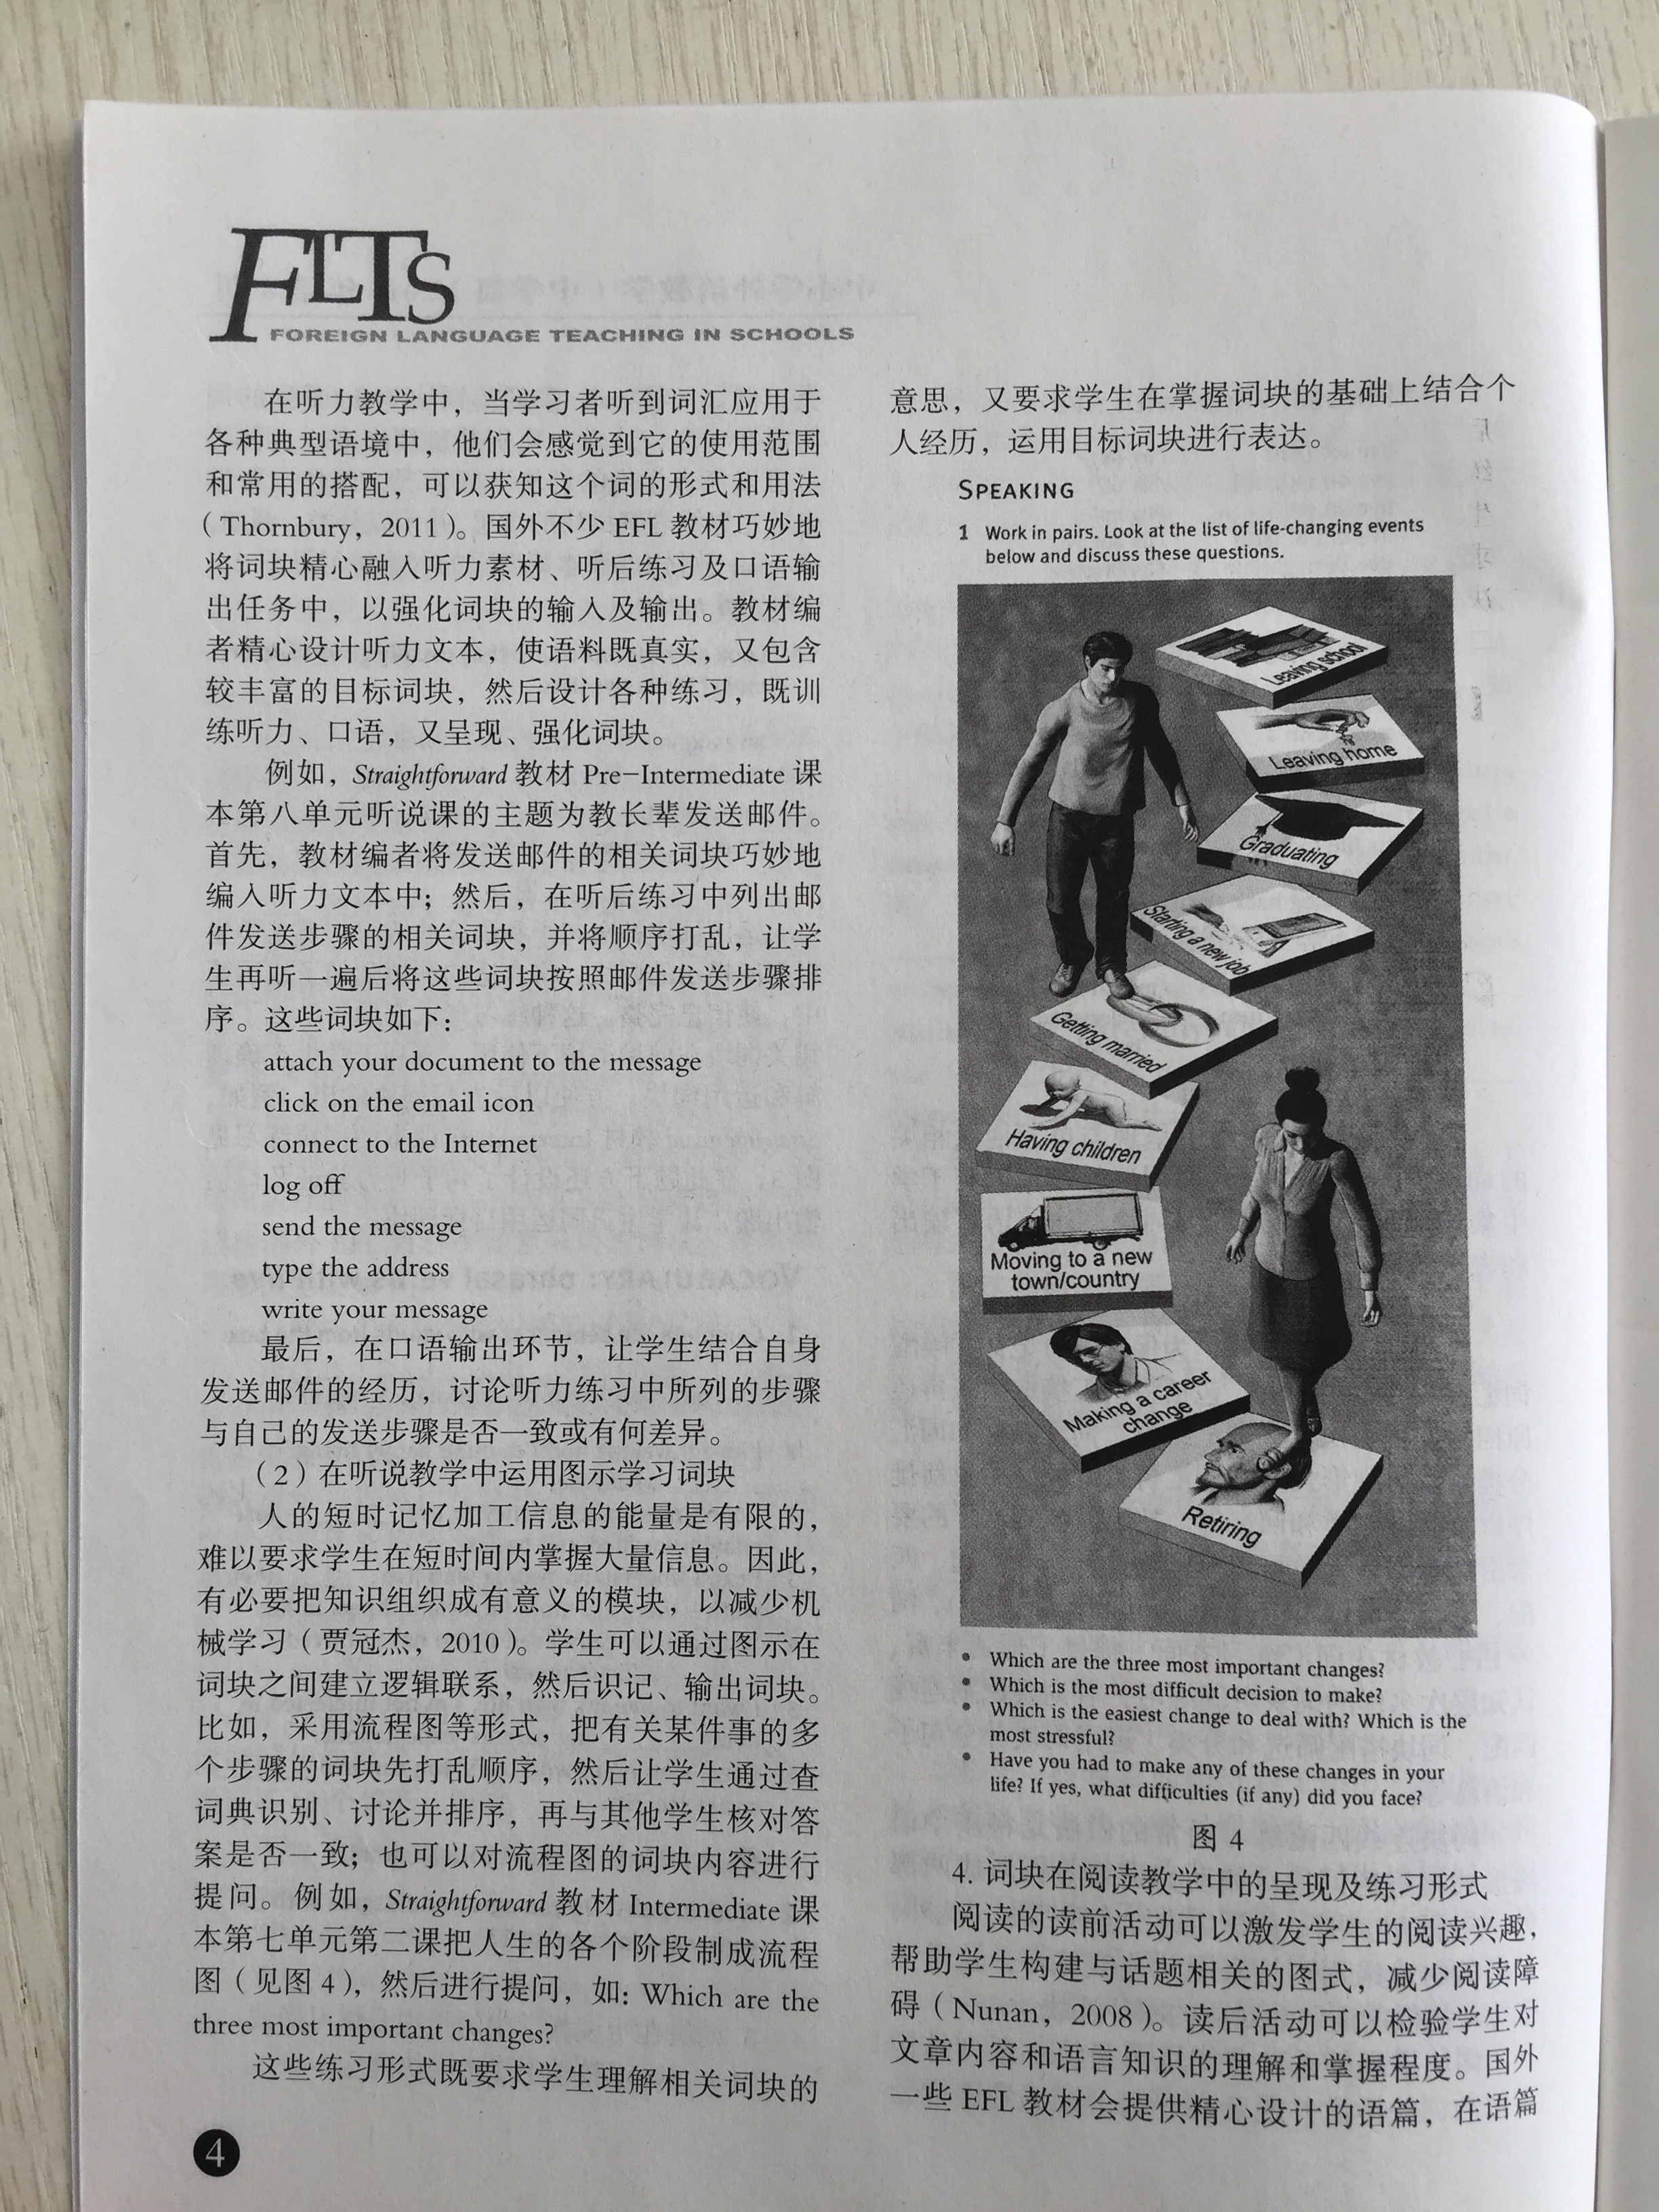 FLTS
FOREIGN LANGUAGE TEACHING IN SCHOOLS
在听力教学中，当学习者听到词汇应用于
各种典型语境中，他们会感觉到它的使用范围
和常用的搭配，可以获知这个词的形式和用法
（Thornbury，2011）。国外不少 EFL 教材巧妙地
将词块精心融入听力素材、听后练习及口语输
出任务中，以强化词块的输入及输出。教材编
者精心设计听力文本，使语料既真实，又包含
较丰富的目标词块，然后设计各种练习，既训
练听力、口语，又呈现、强化词块。
例如，Straightforward 教材 Pre-Intermediate 课
本第八单元听说课的主题为教长辈发送邮件。
首先，教材编者将发送邮件的相关词块巧妙地
编入听力文本中；然后，在听后练习中列出邮
件发送步骤的相关词块，并将顺序打乱，让学
生再听一遍后将这些词块按照邮件发送步骤排
序。这些词块如下：
attach your document to the message
click on the email icon
connect to the Internet
log off
send the message
type the address
write your message
最后，在口语输出环节，让学生结合自身
发送邮件的经历，讨论听力练习中所列的步骤
与自己的发送步骤是否一致或有何差异。
（2）在听说教学中运用图示学习词块
人的短时记忆加工信息的能量是有限的，
难以要求学生在短时间内掌握大量信息。因此，
有必要把知识组织成有意义的模块，以减少机
械学习（贾冠杰，2010）。学生可以通过图示在
词块之间建立逻辑联系，然后识记、输出词块。
比如，采用流程图等形式，把有关某件事的多
个步骤的词块先打乱顺序，然后让学生通过查
词典识别、讨论并排序，再与其他学生核对答
案是否一致；也可以对流程图的词块内容进行
提问。例如，Straightforward 教材 Intermediate 课
本第七单元第二课把人生的各个阶段制成流程
图（见图 4），然后进行提问，如：Which are the
three most important changes?
这些练习形式既要求学生理解相关词块的
4
意思，又要求学生在掌握词块的基础上结合个
人经历，运用目标词块进行表达。
SPEAKING
1 Work in pairs. Look at the list of life-changing events
below and discuss these questions.
Leaving school
Leaving home
Graduating
Starting a new job
Getting married
Having children
Moving to a new
town/country
Making a career
change
Retiring
• Which are the three most important changes?
• Which is the most difficult decision to make?
• Which is the easiest change to deal with? Which is the
most stressful?
• Have you had to make any of these changes in your
life? If yes, what difficulties (if any) did you face?
图 4
4. 词块在阅读教学中的呈现及练习形式
阅读的读前活动可以激发学生的阅读兴趣，
帮助学生构建与话题相关的图式，减少阅读障
碍（Nunan，2008）。读后活动可以检验学生对
文章内容和语言知识的理解和掌握程度。国外
一些 EFL 教材会提供精心设计的语篇，在语篇